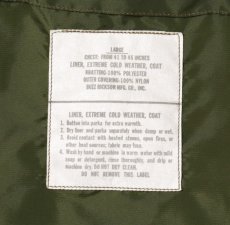 LARGE
CHEST: FROM 42 TO 45 INCHES
LINER, EXTREME COLD WEATHER, COAT
BATTING-100% POLYESTER
OUTER COVERING-100% NYLON
MFG. CO., INC.
LINER, EXTREME COLD WEATHER, COAT
1. Button into parka for extra warmth.
2. Dry liner and parka separately when damp or wet.
3. Avoid contact with stoves, open fires, or
other heat sources; fabric may fuse.
4. Wash by hand or machine in warm water with mild
soap or detergent, rinse thoroughly, and drip or
machine dry. DO NOT DRY CLEAN.
5. DO NOT REMOVE THIS LABEL